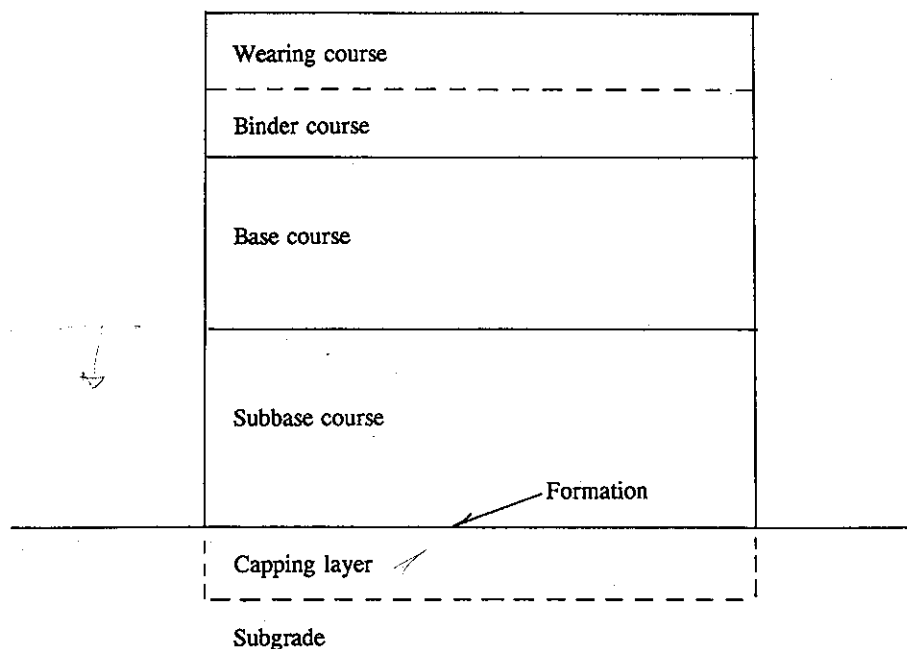 Wearing course
Binder course
Base course
Subbase course
Formation
Capping layer
Subgrade